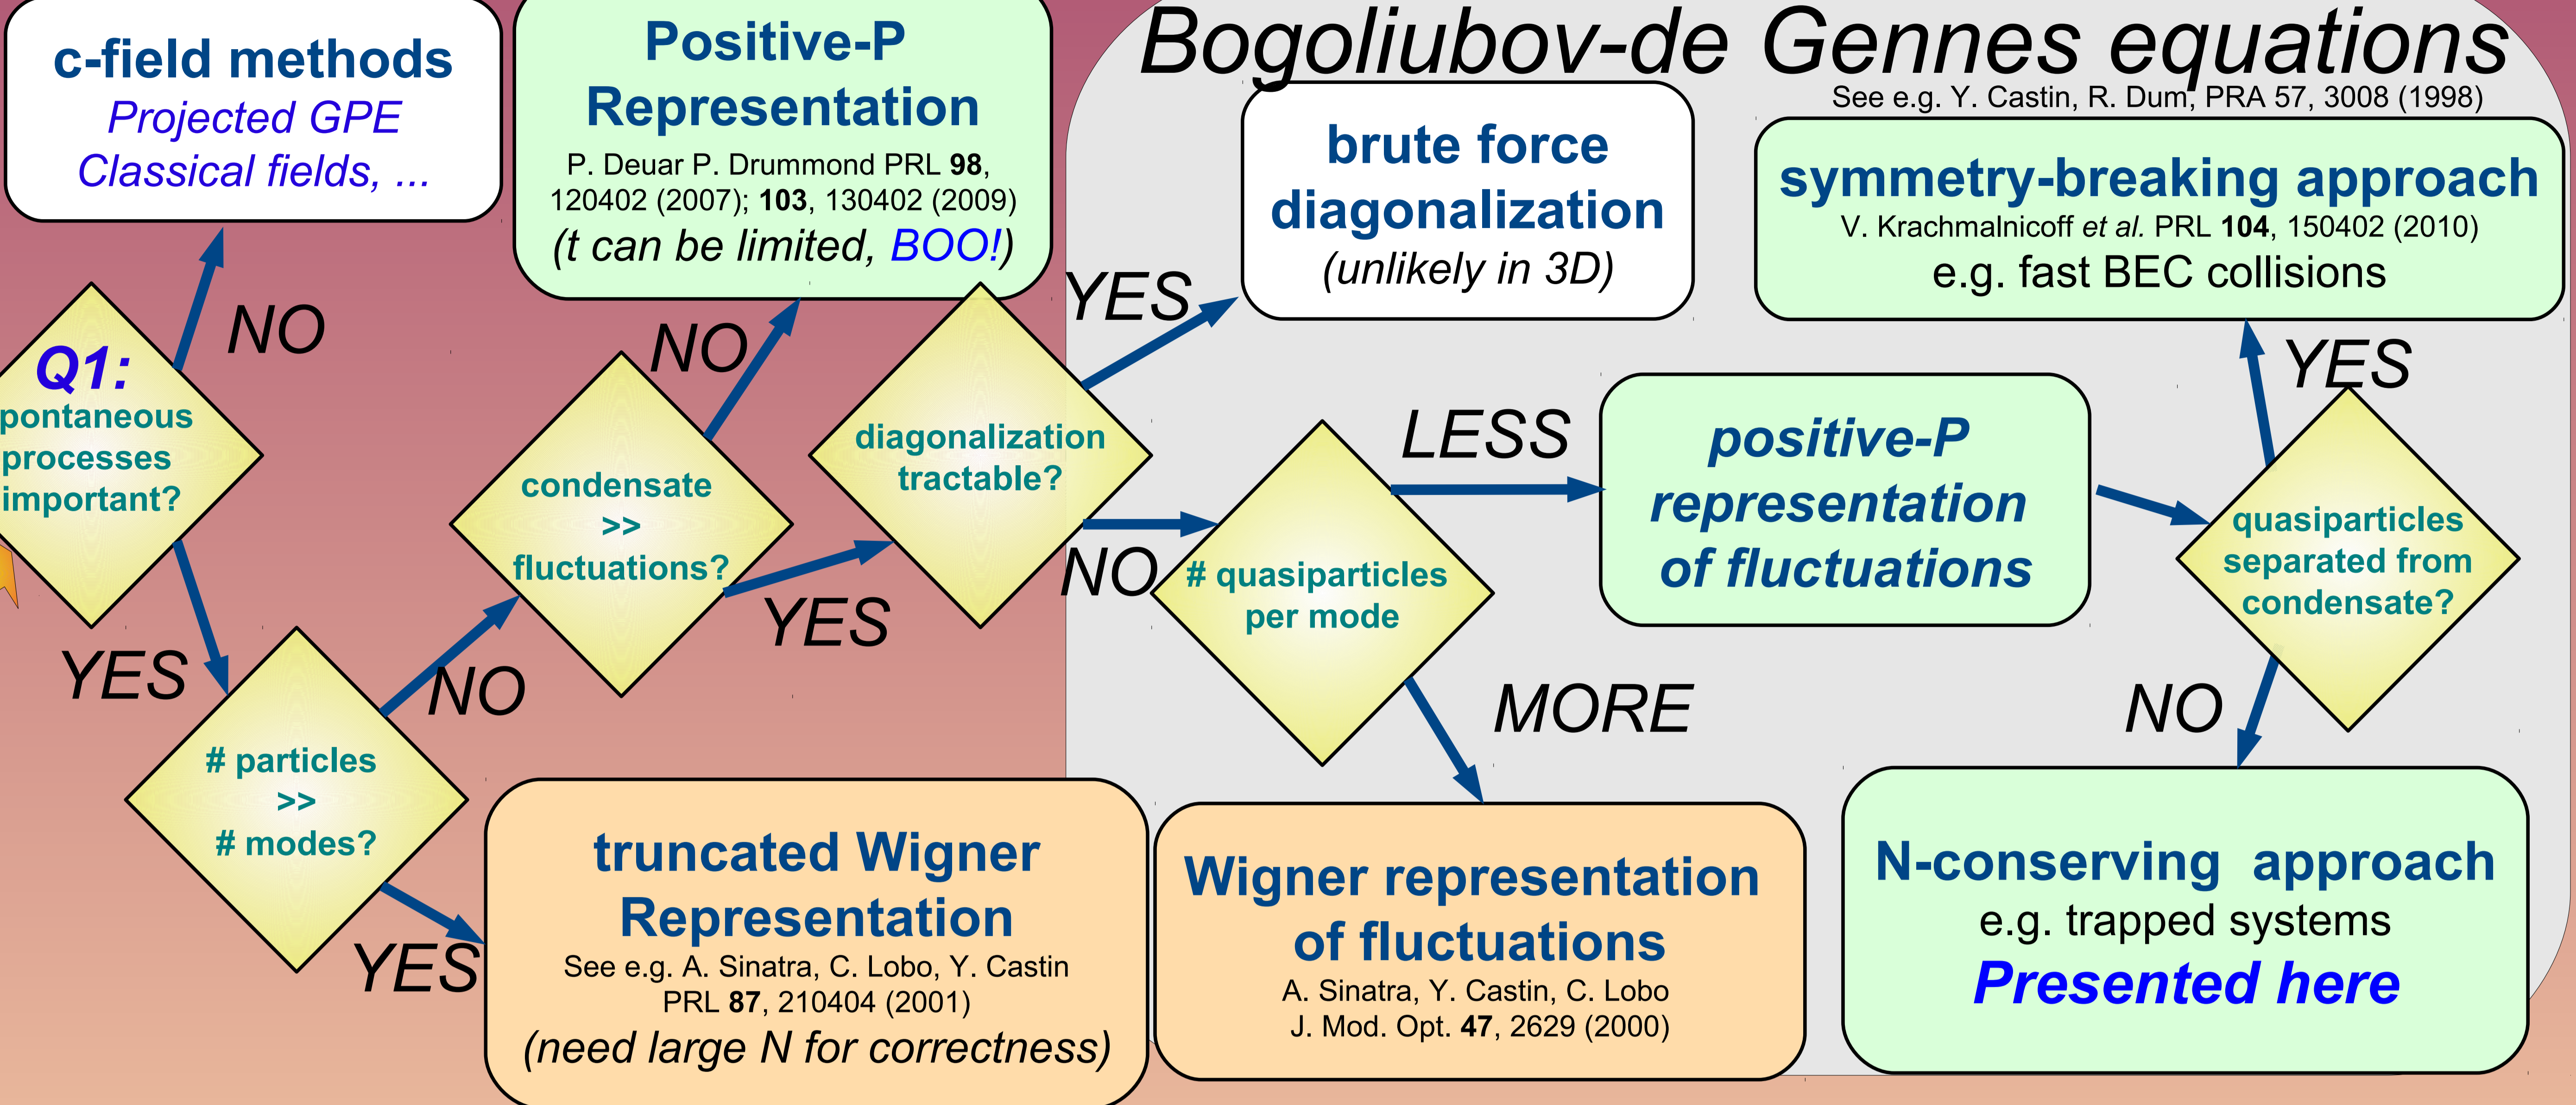 c-field methods
Projected GPE
Classical fields, ...
Positive-P
Representation
P. Deuar P. Drummond PRL 98,
120402 (2007); 103, 130402 (2009)
(t can be limited, BOO!)
Bogoliubov-de Gennes equations
See e.g. Y. Castin, R. Dum, PRA 57, 3008 (1998)
brute force
diagonalization
(unlikely in 3D)
symmetry-breaking approach
V. Krachmalnicoff et al. PRL 104, 150402 (2010)
e.g. fast BEC collisions
Q1:
pontaneous
processes
important?
NO
YES
# particles
>>
# modes?
NO
YES
condensate
>>
fluctuations?
NO
YES
diagonalization
tractable?
YES
NO
# quasiparticles
per mode
LESS
MORE
positive-P
representation
of fluctuations
quasiparticles
separated from
condensate?
YES
NO
truncated Wigner
Representation
See e.g. A. Sinatra, C. Lobo, Y. Castin
PRL 87, 210404 (2001)
(need large N for correctness)
Wigner representation
of fluctuations
A. Sinatra, Y. Castin, C. Lobo
J. Mod. Opt. 47, 2629 (2000)
N-conserving  approach
e.g. trapped systems
Presented here